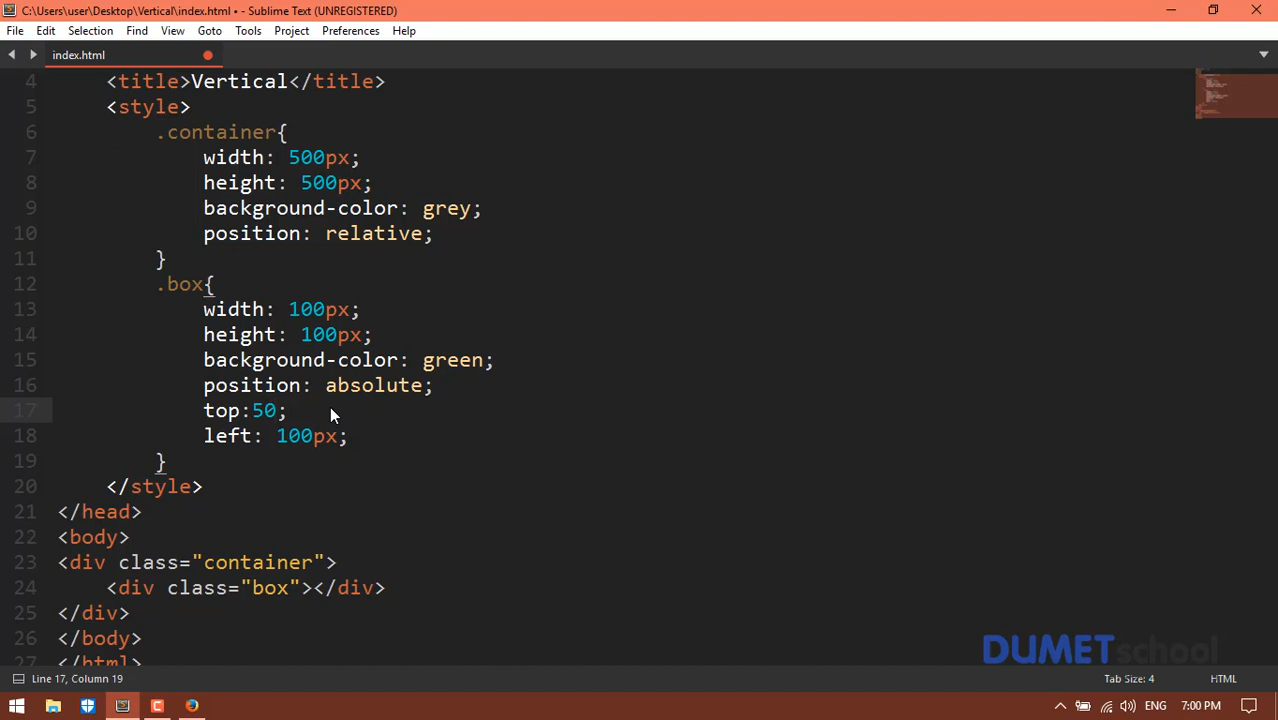 C:\Users\user\Desktop\Vertical\index.html • - Sublime Text (UNREGISTERED)
File Edit Selection Find View Goto Tools Project Preferences Help
index.html
4 <title>Vertical</title>
5 <style>
6 .container{
7 width: 500px;
8 height: 500px;
9 background-color: grey;
10 position: relative;
11 }
12 .box{
13 width: 100px;
14 height: 100px;
15 background-color: green;
16 position: absolute;
17 top:50;
18 left: 100px;
19 }
20 </style>
21 </head>
22 <body>
23 <div class="container">
24 <div class="box"></div>
25 </div>
26 </body>
27 </html>
DUMETschool
Line 17, Column 19 Tab Size: 4 HTML
ENG 7:00 PM